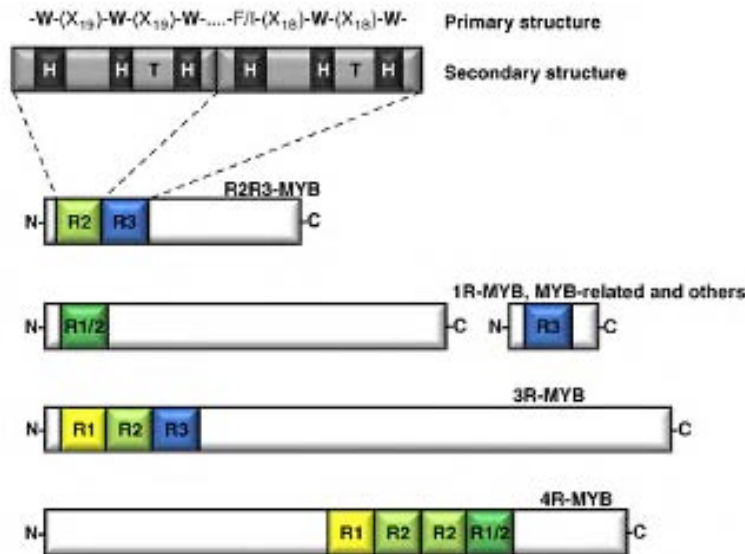 -W-(X₁₉)-W-(X₁₉)-W-....-F/I-(X₁₈)-W-(X₁₈)-W- Primary structure
H H T H H H T H Secondary structure
R2R3-MYB
N- R2 R3 -C
1R-MYB, MYB-related and others
N- R1/2 -C N- R3 -C
3R-MYB
N- R1 R2 R3 -C
4R-MYB
N- R1 R2 R2 R1/2 -C